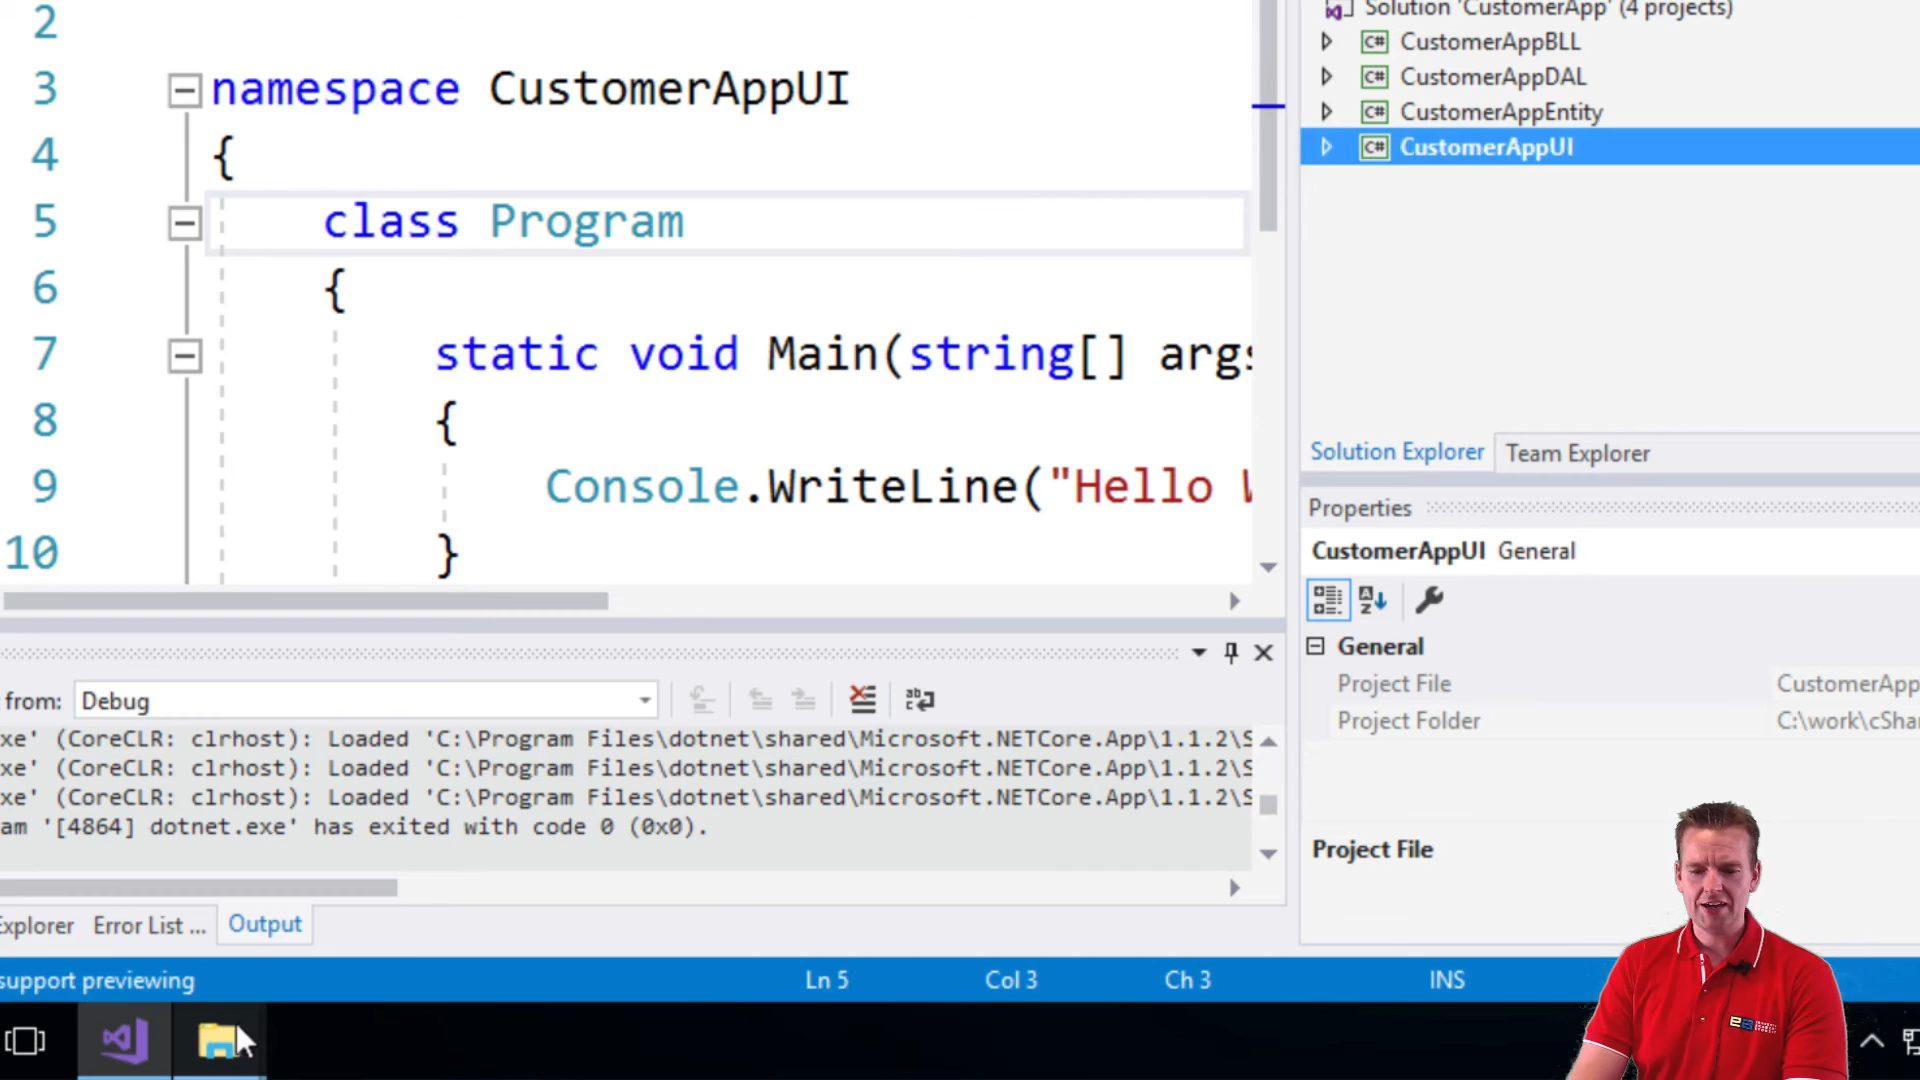 2
3 namespace CustomerAppUI
4 {
5 class Program
6 {
7 static void Main(string[] args
8 {
9 Console.WriteLine("Hello
10 }
Solution 'CustomerApp' (4 projects)
C# CustomerAppBLL
C# CustomerAppDAL
C# CustomerAppEntity
C# CustomerAppUI
Solution Explorer Team Explorer
Properties
CustomerAppUI General
General
Project File CustomerApp
Project Folder C:\work\cShar
Project File
from: Debug
xe' (CoreCLR: clrhost): Loaded 'C:\Program Files\dotnet\shared\Microsoft.NETCore.App\1.1.2\S
xe' (CoreCLR: clrhost): Loaded 'C:\Program Files\dotnet\shared\Microsoft.NETCore.App\1.1.2\S
xe' (CoreCLR: clrhost): Loaded 'C:\Program Files\dotnet\shared\Microsoft.NETCore.App\1.1.2\S
am '[4864] dotnet.exe' has exited with code 0 (0x0).
Explorer Error List ... Output
support previewing Ln 5 Col 3 Ch 3 INS